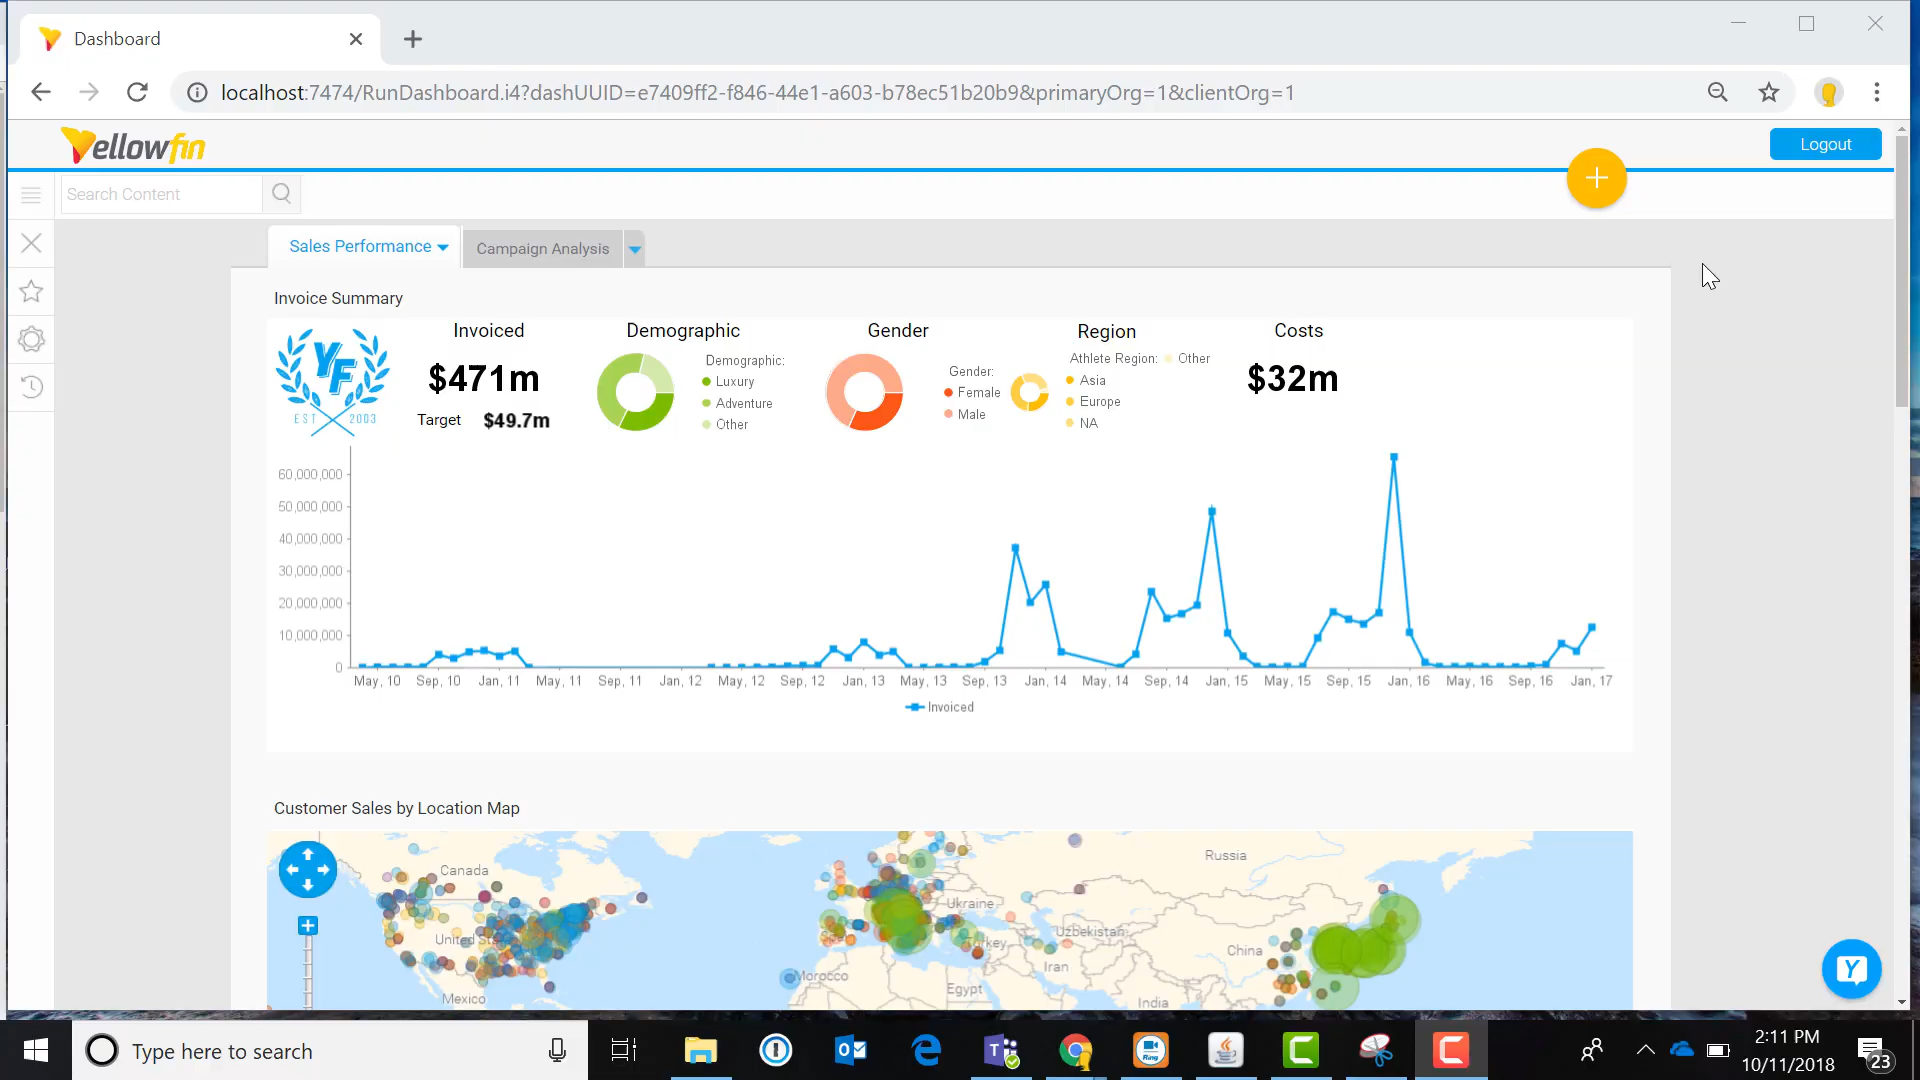 Dashboard
localhost:7474/RunDashboard.i4?dashUUID=e7409ff2-f846-44e1-a603-b78ec51b20b9&primaryOrg=1&clientOrg=1
Yellowfin
Logout
Search Content
Sales Performance
Campaign Analysis
Invoice Summary
Invoiced
Demographic
Gender
Region
Costs
YF
EST 2003
$471m
Target $49.7m
Demographic:
Luxury
Adventure
Other
Gender:
Female
Male
Athlete Region: Other
Asia
Europe
NA
$32m
60,000,000
50,000,000
40,000,000
30,000,000
20,000,000
10,000,000
0
May, 10 Sep, 10 Jan, 11 May, 11 Sep, 11 Jan, 12 May, 12 Sep, 12 Jan, 13 May, 13 Sep, 13 Jan, 14 May, 14 Sep, 14 Jan, 15 May, 15 Sep, 15 Jan, 16 May, 16 Sep, 16 Jan, 17
Invoiced
Customer Sales by Location Map
Canada
Russia
Ukraine
United St
Uzbekistan
Turkey
China
Iran
Morocco
Egypt
Mexico
India
Y
Type here to search
Ring
2:11 PM
10/11/2018
23